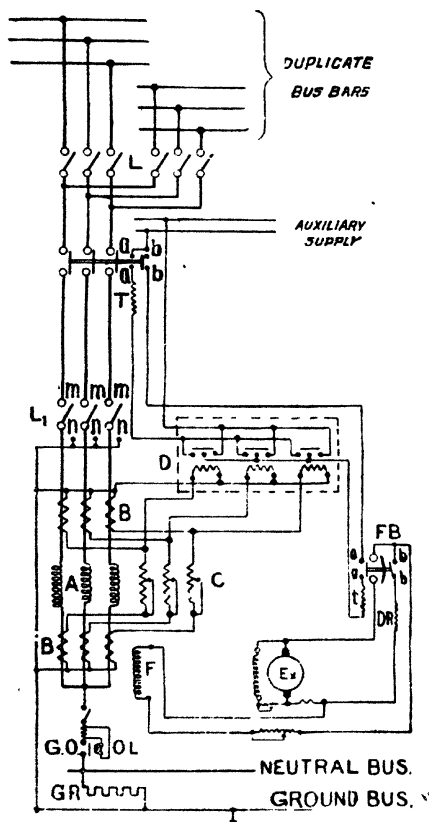 DUPLICATE
BUS BARS
L
AUXILIARY
SUPPLY
a b
a b
T
m m m
L1 n n n
D
B
FB
a b
A C
a b
t
DR
B
F
Ex
G.O OL
NEUTRAL BUS.
GR
GROUND BUS.